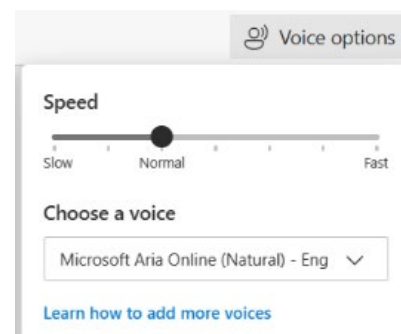 Voice options
Speed
Slow Normal Fast
Choose a voice
Microsoft Aria Online (Natural) - Eng
Learn how to add more voices